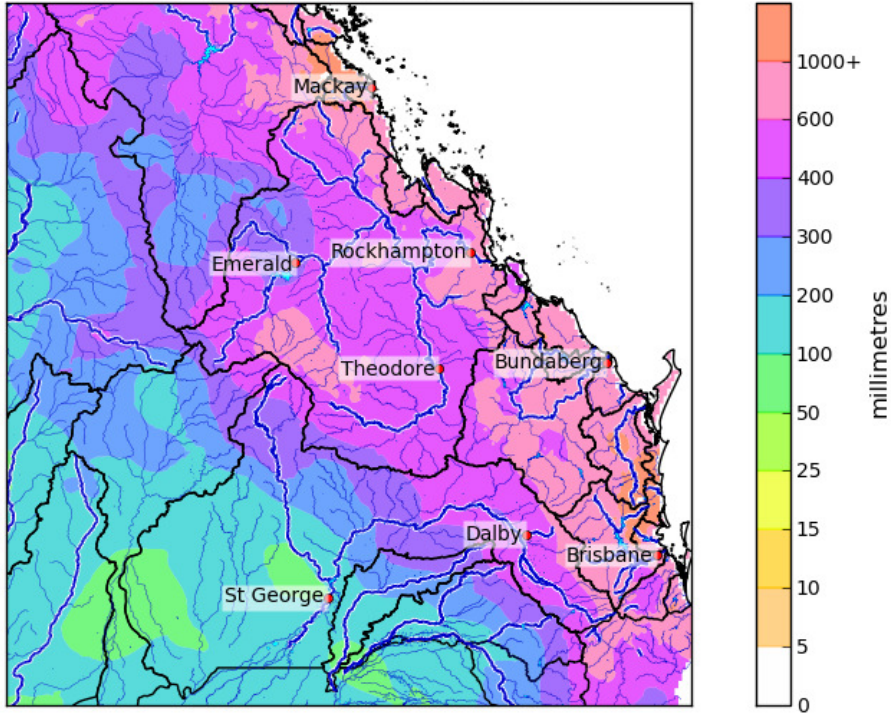 Mackay
Rockhampton
Emerald
Theodore
Bundaberg
Dalby
Brisbane
St George
1000+
600
400
300
200
100
50
25
15
10
5
0
millimetres